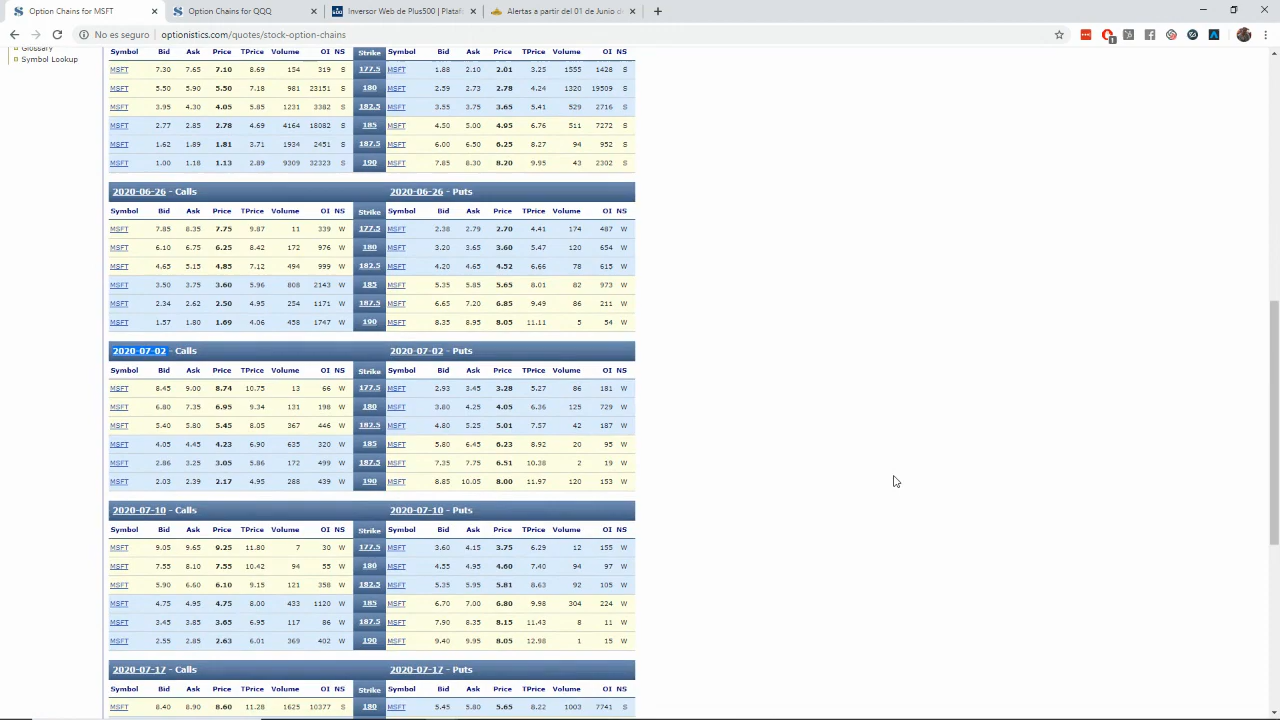 Option Chains for MSFT
Option Chains for QQQ
Inversor Web de Plus500 | Plataf
Alertas a partir del 01 de Junio de
No es seguro | optionistics.com/quotes/stock-option-chains
Glossary
Symbol Lookup
Symbol Bid Ask Price TPrice Volume OI NS Strike Symbol Bid Ask Price TPrice Volume OI NS
MSFT 7.30 7.65 7.10 8.69 154 319 S 177.5 MSFT 1.88 2.10 2.01 3.25 1555 1428 S
MSFT 5.50 5.90 5.50 7.18 981 23151 S 180 MSFT 2.59 2.73 2.78 4.24 1320 19509 S
MSFT 3.95 4.30 4.05 5.85 1231 3382 S 182.5 MSFT 3.55 3.75 3.65 5.41 529 2716 S
MSFT 2.77 2.85 2.78 4.69 4164 18082 S 185 MSFT 4.50 5.00 4.95 6.76 511 7272 S
MSFT 1.62 1.89 1.81 3.71 1934 2451 S 187.5 MSFT 6.00 6.50 6.25 8.27 94 952 S
MSFT 1.00 1.18 1.13 2.89 9309 32323 S 190 MSFT 7.85 8.30 8.20 9.95 43 2302 S
2020-06-26 - Calls 2020-06-26 - Puts
Symbol Bid Ask Price TPrice Volume OI NS Strike Symbol Bid Ask Price TPrice Volume OI NS
MSFT 7.85 8.35 7.75 9.87 11 339 W 177.5 MSFT 2.38 2.79 2.70 4.41 174 487 W
MSFT 6.10 6.75 6.25 8.42 172 976 W 180 MSFT 3.20 3.65 3.60 5.47 120 654 W
MSFT 4.65 5.15 4.85 7.12 494 999 W 182.5 MSFT 4.20 4.65 4.52 6.66 78 615 W
MSFT 3.50 3.75 3.60 5.96 808 2143 W 185 MSFT 5.35 5.85 5.65 8.01 82 973 W
MSFT 2.34 2.62 2.50 4.95 254 1171 W 187.5 MSFT 6.65 7.20 6.85 9.49 86 211 W
MSFT 1.57 1.80 1.69 4.06 458 1747 W 190 MSFT 8.35 8.95 8.05 11.11 5 54 W
2020-07-02 - Calls 2020-07-02 - Puts
Symbol Bid Ask Price TPrice Volume OI NS Strike Symbol Bid Ask Price TPrice Volume OI NS
MSFT 8.45 9.00 8.74 10.75 13 66 W 177.5 MSFT 2.93 3.45 3.28 5.27 86 181 W
MSFT 6.80 7.35 6.95 9.34 131 198 W 180 MSFT 3.80 4.25 4.05 6.36 125 729 W
MSFT 5.40 5.80 5.45 8.05 367 446 W 182.5 MSFT 4.80 5.25 5.01 7.57 42 187 W
MSFT 4.05 4.45 4.23 6.90 635 320 W 185 MSFT 5.80 6.45 6.23 8.92 20 95 W
MSFT 2.86 3.25 3.05 5.86 172 499 W 187.5 MSFT 7.35 7.75 6.51 10.38 2 19 W
MSFT 2.03 2.39 2.17 4.95 288 439 W 190 MSFT 8.85 10.05 8.00 11.97 120 153 W
2020-07-10 - Calls 2020-07-10 - Puts
Symbol Bid Ask Price TPrice Volume OI NS Strike Symbol Bid Ask Price TPrice Volume OI NS
MSFT 9.05 9.65 9.25 11.80 7 30 W 177.5 MSFT 3.60 4.15 3.75 6.29 12 155 W
MSFT 7.55 8.10 7.55 10.42 94 55 W 180 MSFT 4.55 4.95 4.60 7.40 94 97 W
MSFT 5.90 6.60 6.10 9.15 121 358 W 182.5 MSFT 5.35 5.95 5.81 8.63 92 105 W
MSFT 4.75 4.95 4.75 8.00 433 1120 W 185 MSFT 6.70 7.00 6.80 9.98 304 224 W
MSFT 3.45 3.85 3.65 6.95 117 86 W 187.5 MSFT 7.90 8.35 8.15 11.43 8 11 W
MSFT 2.55 2.85 2.63 6.01 369 402 W 190 MSFT 9.40 9.95 8.05 12.98 1 15 W
2020-07-17 - Calls 2020-07-17 - Puts
Symbol Bid Ask Price TPrice Volume OI NS Strike Symbol Bid Ask Price TPrice Volume OI NS
MSFT 8.40 8.90 8.60 11.28 1625 10377 S 180 MSFT 5.45 5.80 5.65 8.22 1003 7741 S